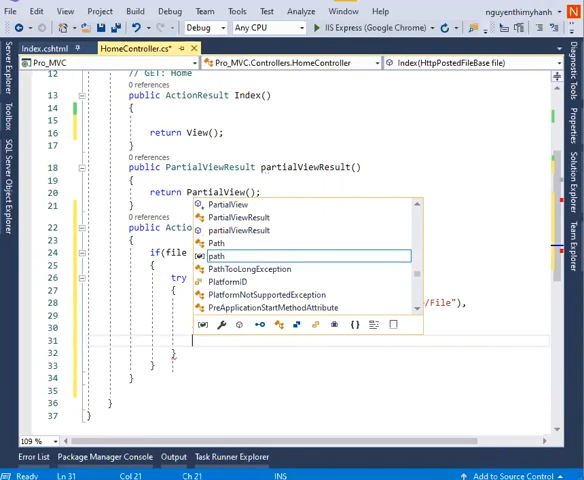 nguyenthimyhanh
File Edit View Project Build Debug Team Tools Test Analyze Window Help
Debug Any CPU IIS Express (Google Chrome)
Index.cshtml HomeController.cs*
Pro_MVC Pro_MVC.Controllers.HomeController Index(HttpPostedFileBase file)
12 // GET: Home
0 references
13 public ActionResult Index()
14 {
15
16 return View();
17 }
0 references
18 public PartialViewResult partialViewResult()
19 {
20 return PartialView();
21 }
0 references
22 public Actio
23 {
24 if(file
25 {
26 try
27 {
28 /File"),
29
30
31
32 }
33 }
34 }
35
36 }
37 }
PartialView
PartialViewResult
partialViewResult
Path
path
PathTooLongException
PlatformID
PlatformNotSupportedException
PreApplicationStartMethodAttribute
Server Explorer
Toolbox
SQL Server Object Explorer
Diagnostic Tools
Properties
Solution Explorer
Team Explorer
109 %
Error List Package Manager Console Output Task Runner Explorer
Ready Ln 31 Col 21 Ch 21 INS Add to Source Control